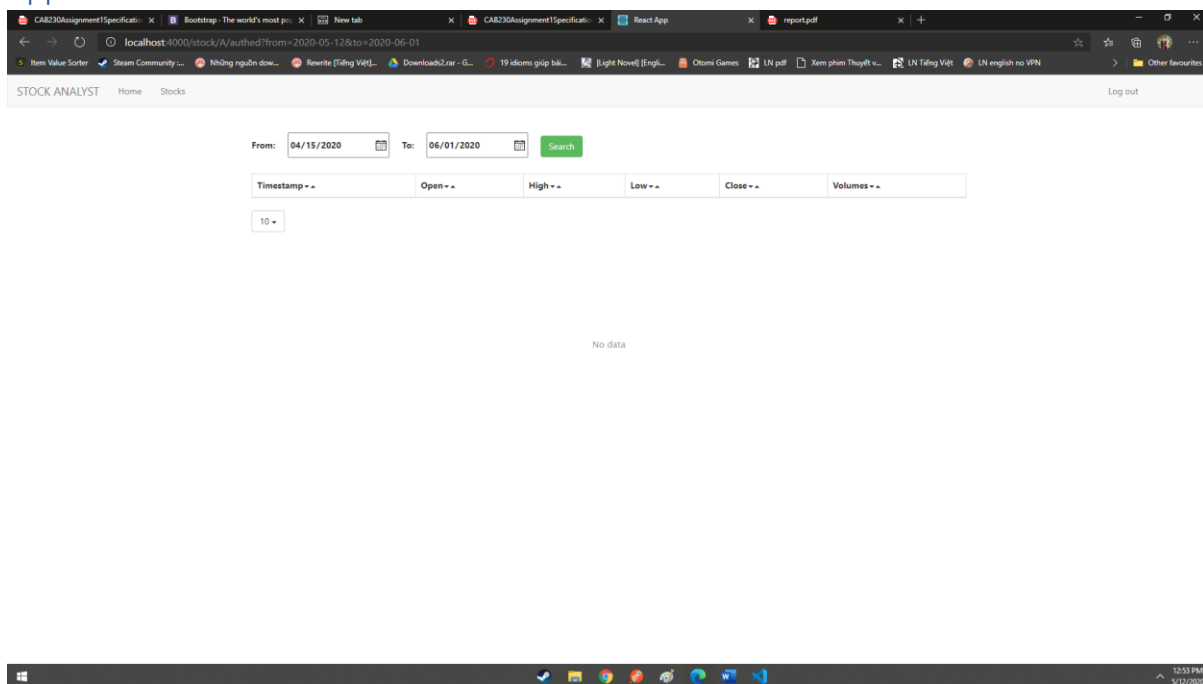 CAB230Assignment1Specificatio
Bootstrap · The world's most pop
New tab
CAB230Assignment1Specificatio
React App
report.pdf
localhost:4000/stock/A/authed?from=2020-05-12&to=2020-06-01
Item Value Sorter
Steam Community :...
Những nguồn dow...
Rewrite [Tiếng Việt]...
Downloads2.rar - G...
19 idioms giúp bài...
[Light Novel] [Engli...
Otomi Games
LN pdf
Xem phim Thuyết v...
LN Tiếng Việt
LN english no VPN
Other favourites
STOCK ANALYST Home Stocks Log out
From: 04/15/2020 To: 06/01/2020 Search
Timestamp Open High Low Close Volumes
10
No data
12:53 PM
5/12/2020